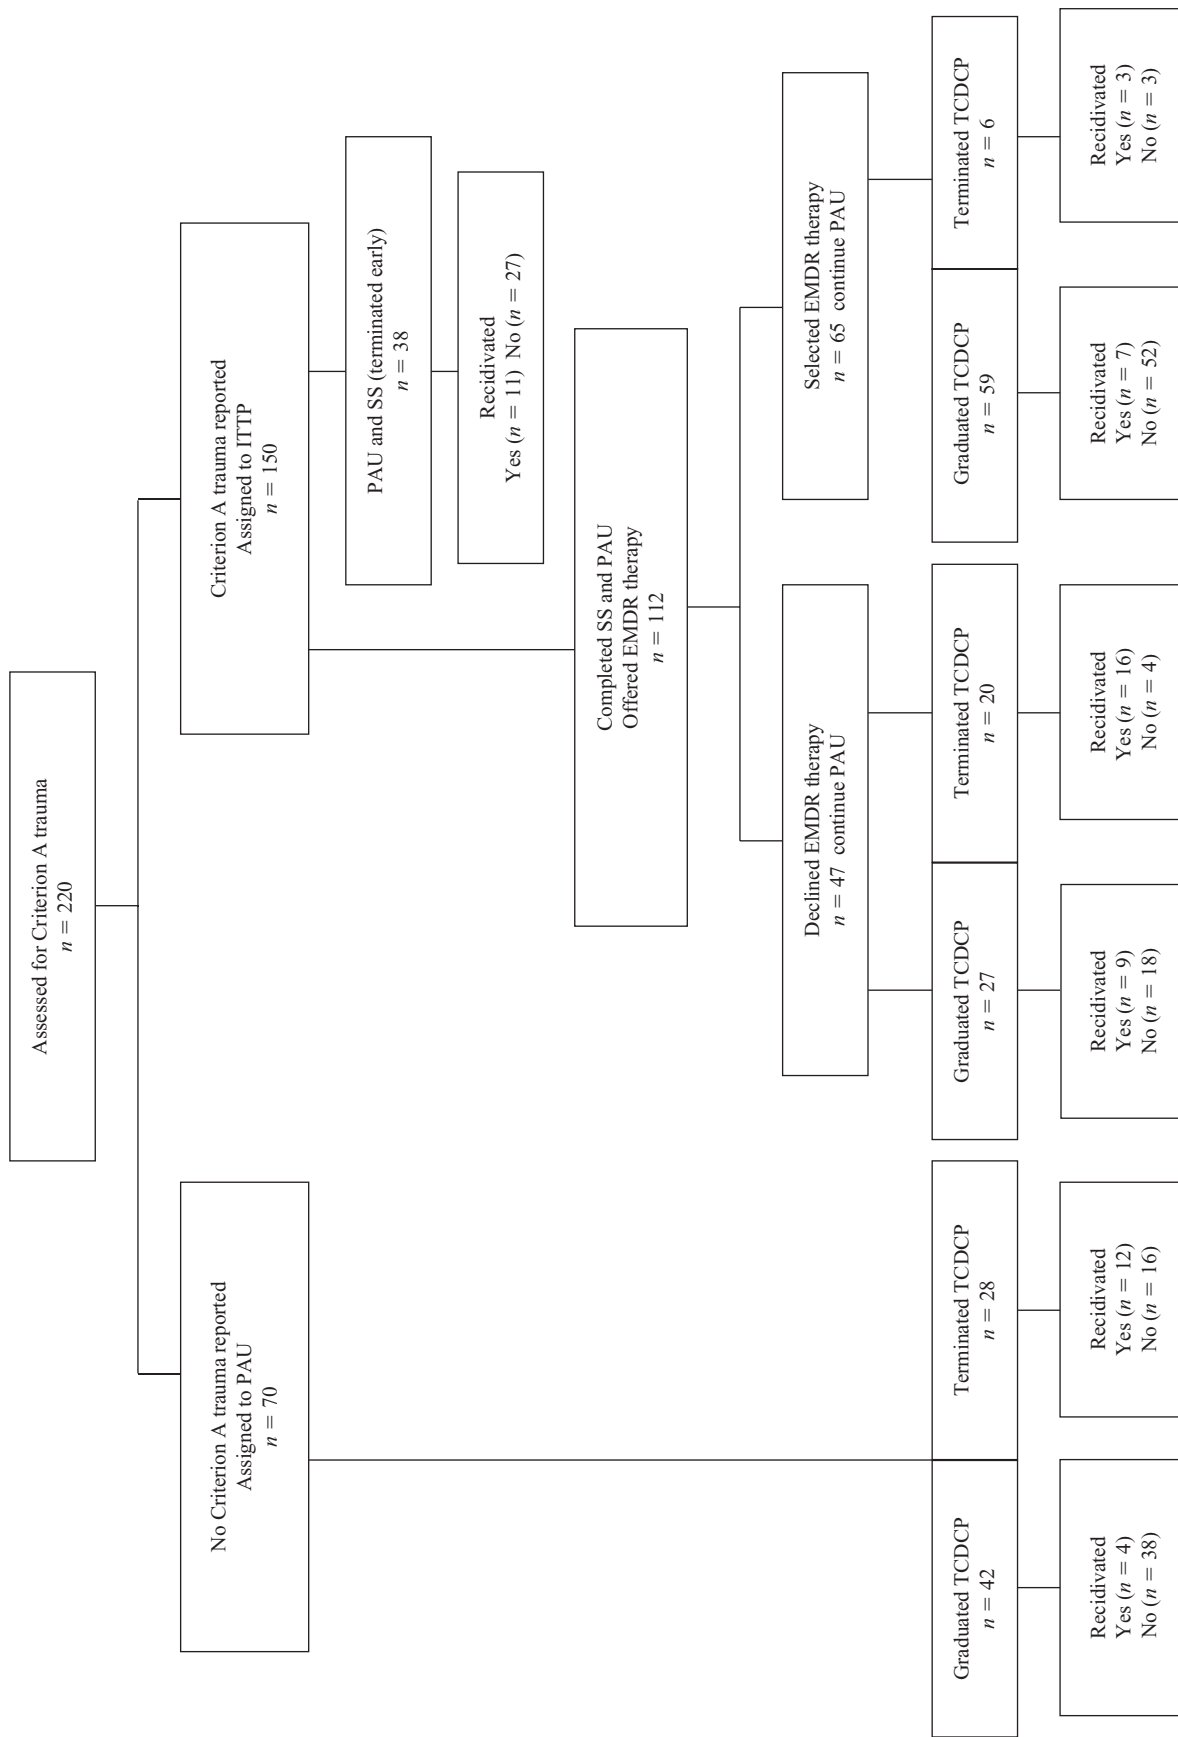 Assessed for Criterion A trauma
n = 220
No Criterion A trauma reported
Assigned to PAU
n = 70
Criterion A trauma reported
Assigned to ITTP
n = 150
PAU and SS (terminated early)
n = 38
Recidivated
Yes (n = 11) No (n = 27)
Completed SS and PAU
Offered EMDR therapy
n = 112
Declined EMDR therapy
n = 47 continue PAU
Selected EMDR therapy
n = 65 continue PAU
Graduated TCDCP
n = 42
Terminated TCDCP
n = 28
Graduated TCDCP
n = 27
Terminated TCDCP
n = 20
Graduated TCDCP
n = 59
Terminated TCDCP
n = 6
Recidivated
Yes (n = 4)
No (n = 38)
Recidivated
Yes (n = 12)
No (n = 16)
Recidivated
Yes (n = 9)
No (n = 18)
Recidivated
Yes (n = 16)
No (n = 4)
Recidivated
Yes (n = 7)
No (n = 52)
Recidivated
Yes (n = 3)
No (n = 3)